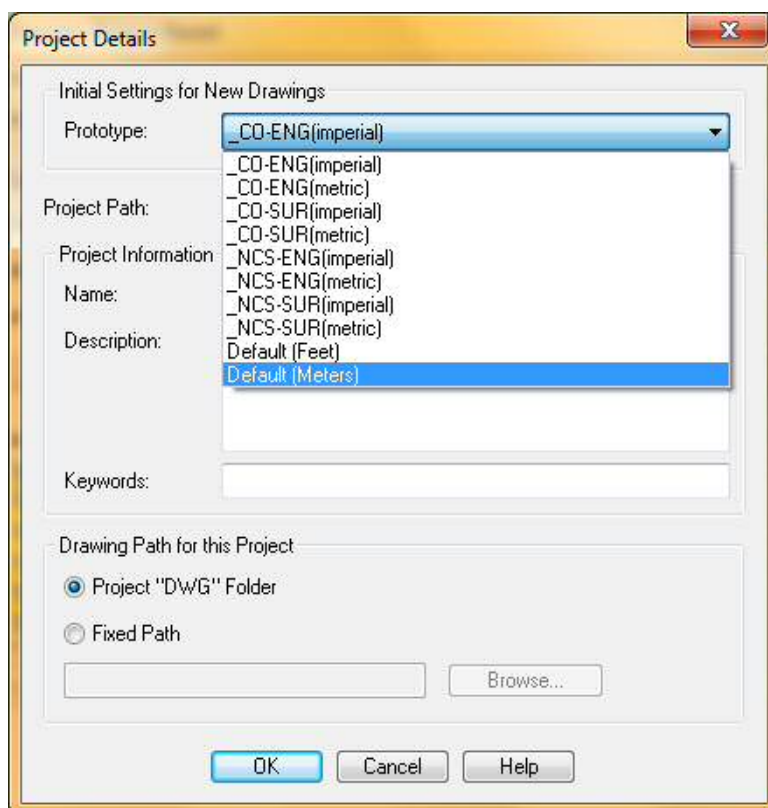 Project Details
Initial Settings for New Drawings
Prototype: _CO-ENG(imperial)
_CO-ENG(imperial)
_CO-ENG(metric)
_CO-SUR(imperial)
_CO-SUR(metric)
_NCS-ENG(imperial)
_NCS-ENG(metric)
_NCS-SUR(imperial)
_NCS-SUR(metric)
Default (Feet)
Default (Meters)
Project Path:
Project Information
Name:
Description:
Keywords:
Drawing Path for this Project
Project "DWG" Folder
Fixed Path
Browse...
OK Cancel Help